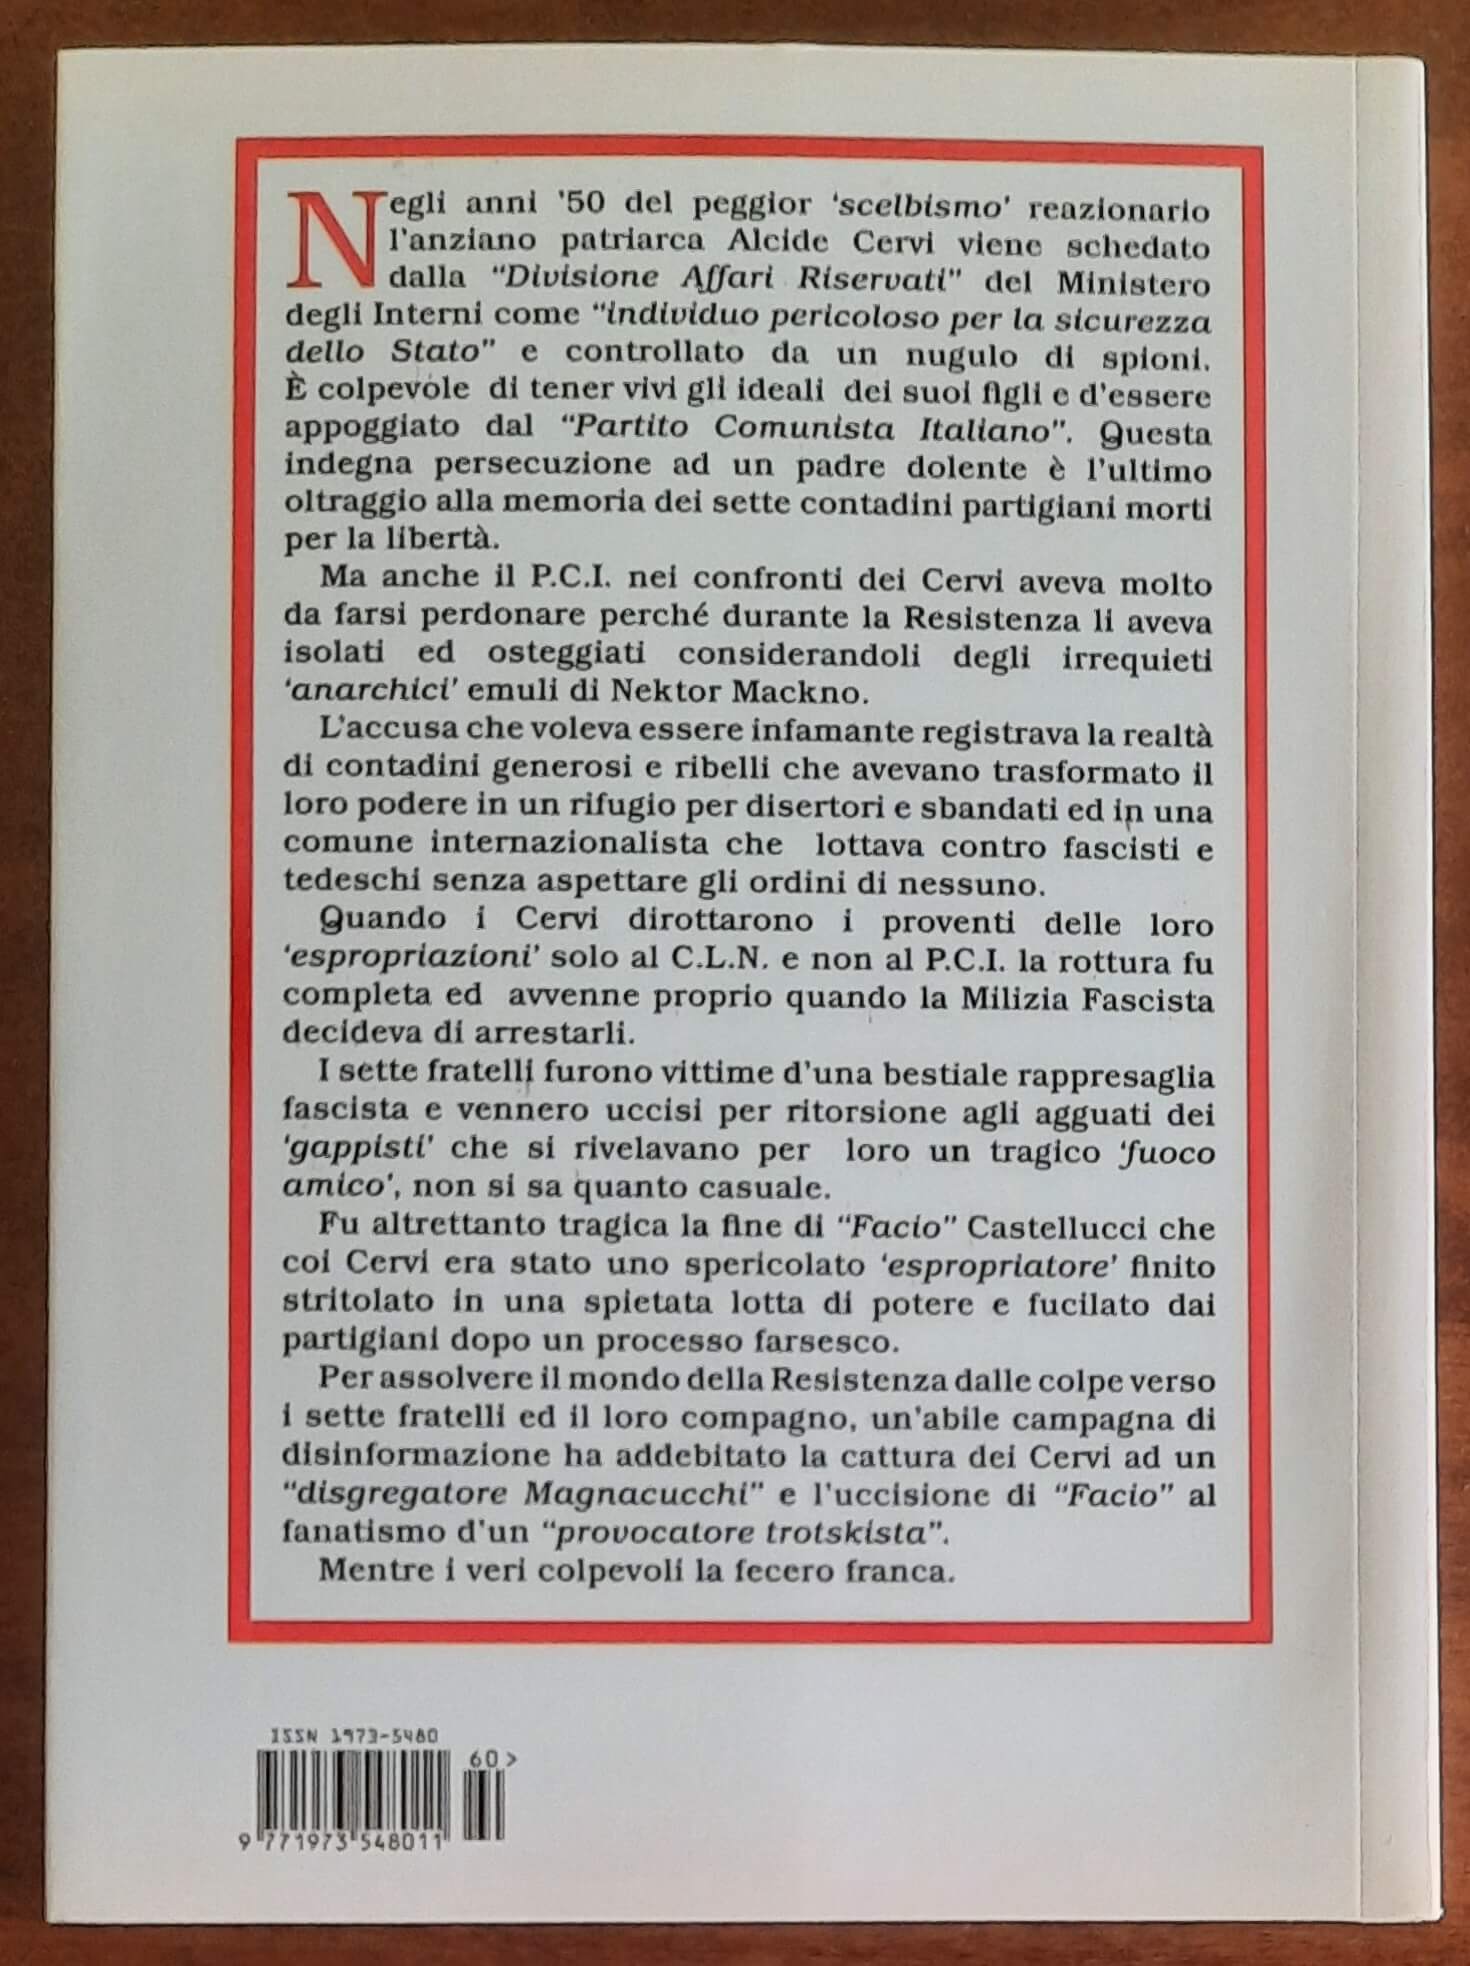 Negli anni '50 del peggior 'scelbismo' reazionario
l'anziano patriarca Alcide Cervi viene schedato
dalla "Divisione Affari Riservati" del Ministero
degli Interni come "individuo pericoloso per la sicurezza
dello Stato" e controllato da un nugulo di spioni.
È colpevole di tener vivi gli ideali dei suoi figli e d'essere
appoggiato dal "Partito Comunista Italiano". Questa
indegna persecuzione ad un padre dolente è l'ultimo
oltraggio alla memoria dei sette contadini partigiani morti
per la libertà.
Ma anche il P.C.I. nei confronti dei Cervi aveva molto
da farsi perdonare perché durante la Resistenza li aveva
isolati ed osteggiati considerandoli degli irrequieti
'anarchici' emuli di Nektor Mackno.
L'accusa che voleva essere infamante registrava la realtà
di contadini generosi e ribelli che avevano trasformato il
loro podere in un rifugio per disertori e sbandati ed in una
comune internazionalista che lottava contro fascisti e
tedeschi senza aspettare gli ordini di nessuno.
Quando i Cervi dirottarono i proventi delle loro
'espropriazioni' solo al C.L.N. e non al P.C.I. la rottura fu
completa ed avvenne proprio quando la Milizia Fascista
decideva di arrestarli.
I sette fratelli furono vittime d'una bestiale rappresaglia
fascista e vennero uccisi per ritorsione agli agguati dei
'gappisti' che si rivelavano per loro un tragico 'fuoco
amico', non si sa quanto casuale.
Fu altrettanto tragica la fine di "Facio" Castellucci che
coi Cervi era stato uno spericolato 'espropriatore' finito
stritolato in una spietata lotta di potere e fucilato dai
partigiani dopo un processo farsesco.
Per assolvere il mondo della Resistenza dalle colpe verso
i sette fratelli ed il loro compagno, un'abile campagna di
disinformazione ha addebitato la cattura dei Cervi ad un
"disgregatore Magnacucchi" e l'uccisione di "Facio" al
fanatismo d'un "provocatore trotskista".
Mentre i veri colpevoli la fecero franca.
ISSN 1973-5480
60>
9 771973 548011